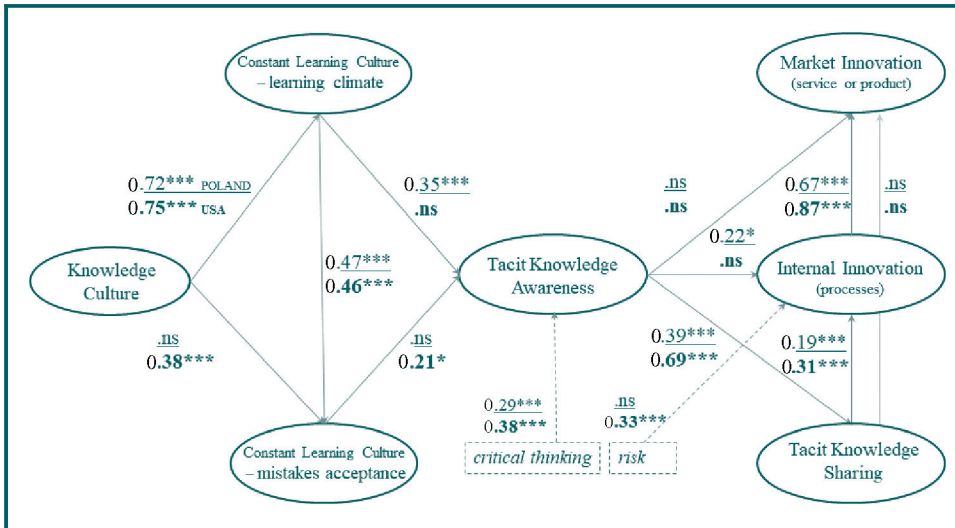 Constant Learning Culture
– learning climate
Market Innovation
(service or product)
0.72*** POLAND
0.75*** USA
0.35***
.ns
.ns
.ns
0.67***
0.87***
.ns
.ns
0.22*
.ns
Knowledge
Culture
0.47***
0.46***
Tacit Knowledge
Awareness
Internal Innovation
(processes)
.ns
0.38***
.ns
0.21*
0.39***
0.69***
0.19***
0.31***
0.29***
0.38***
.ns
0.33***
critical thinking
risk
Constant Learning Culture
– mistakes acceptance
Tacit Knowledge
Sharing